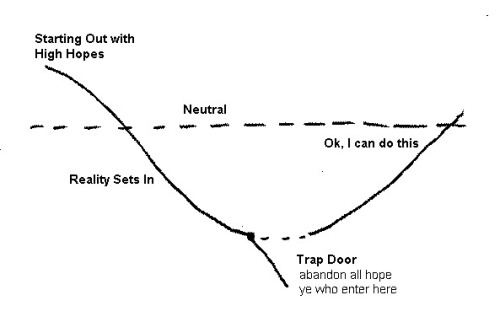 Starting Out with
High Hopes
Neutral
Ok, I can do this
Reality Sets In
Trap Door
abandon all hope
ye who enter here